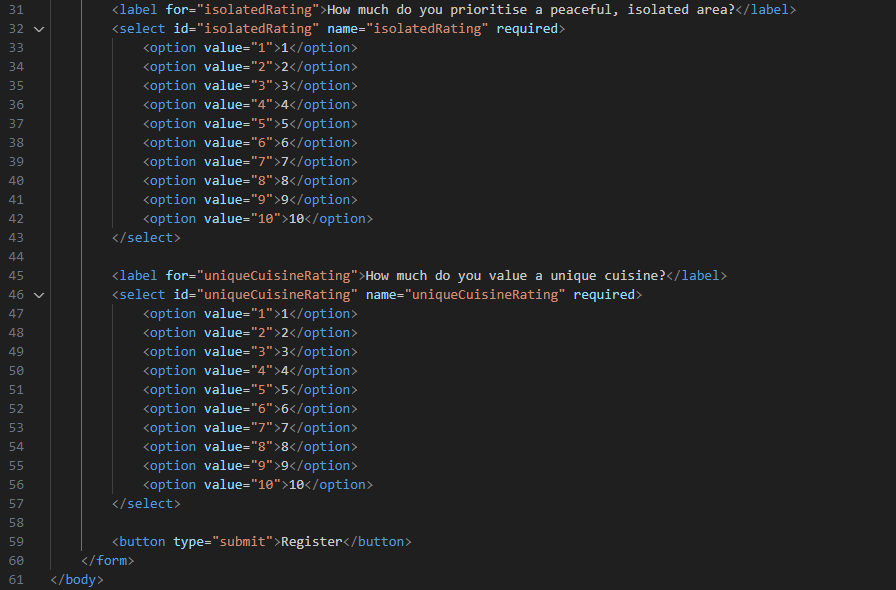 31 <label for="isolatedRating">How much do you prioritise a peaceful, isolated area?</label>
32 <select id="isolatedRating" name="isolatedRating" required>
33 <option value="1">1</option>
34 <option value="2">2</option>
35 <option value="3">3</option>
36 <option value="4">4</option>
37 <option value="5">5</option>
38 <option value="6">6</option>
39 <option value="7">7</option>
40 <option value="8">8</option>
41 <option value="9">9</option>
42 <option value="10">10</option>
43 </select>
44
45 <label for="uniqueCuisineRating">How much do you value a unique cuisine?</label>
46 <select id="uniqueCuisineRating" name="uniqueCuisineRating" required>
47 <option value="1">1</option>
48 <option value="2">2</option>
49 <option value="3">3</option>
50 <option value="4">4</option>
51 <option value="5">5</option>
52 <option value="6">6</option>
53 <option value="7">7</option>
54 <option value="8">8</option>
55 <option value="9">9</option>
56 <option value="10">10</option>
57 </select>
58
59 <button type="submit">Register</button>
60 </form>
61 </body>